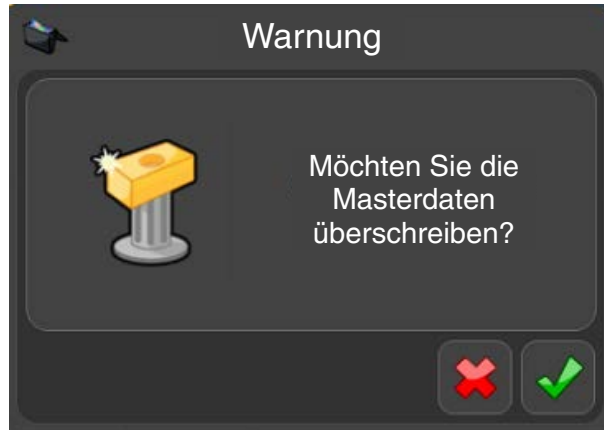 Warnung
Möchten Sie die
Masterdaten
überschreiben?